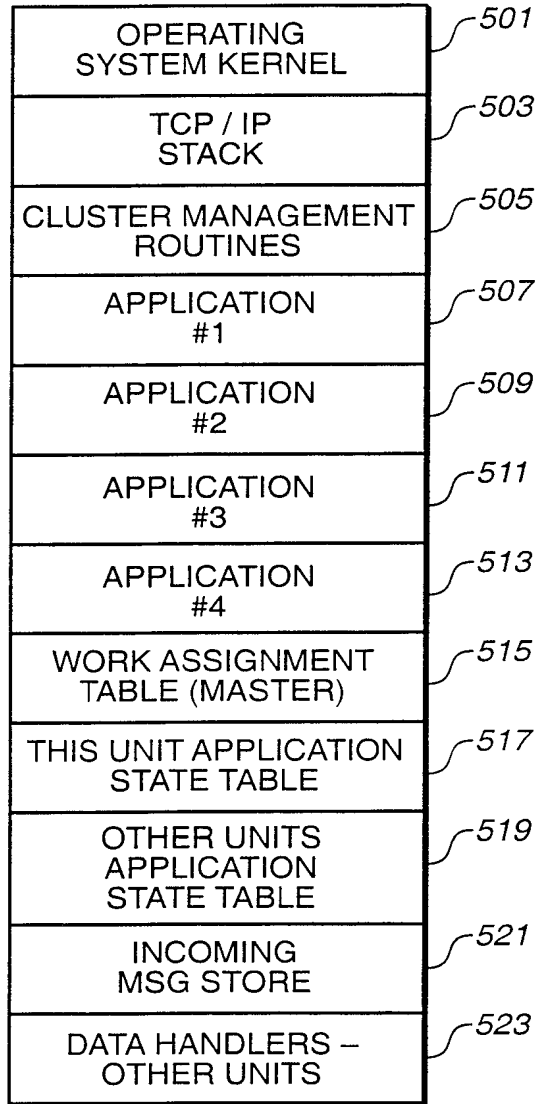 OPERATING
SYSTEM KERNEL
501
TCP / IP
STACK
503
CLUSTER MANAGEMENT
ROUTINES
505
APPLICATION
#1
507
APPLICATION
#2
509
APPLICATION
#3
511
APPLICATION
#4
513
WORK ASSIGNMENT
TABLE (MASTER)
515
THIS UNIT APPLICATION
STATE TABLE
517
OTHER UNITS
APPLICATION
STATE TABLE
519
INCOMING
MSG STORE
521
DATA HANDLERS –
OTHER UNITS
523